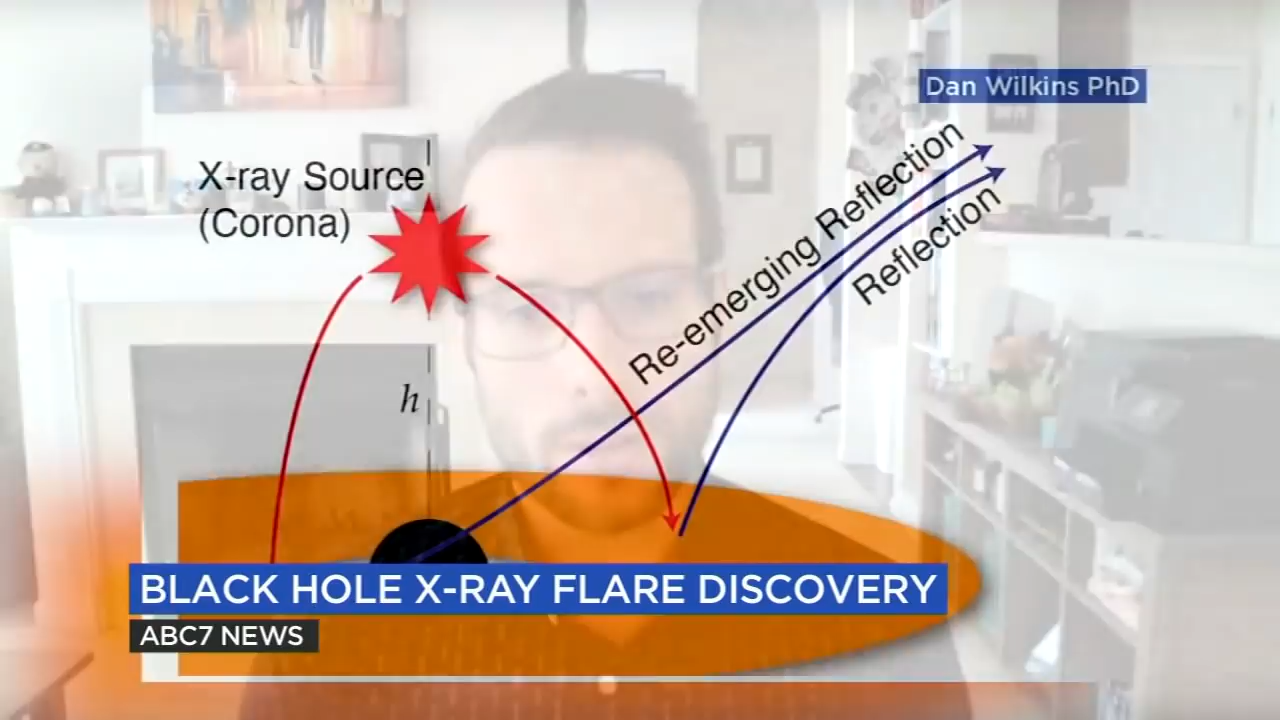 Dan Wilkins PhD
X-ray Source
(Corona)
Re-emerging Reflection
Reflection
h
BLACK HOLE X-RAY FLARE DISCOVERY
ABC7 NEWS